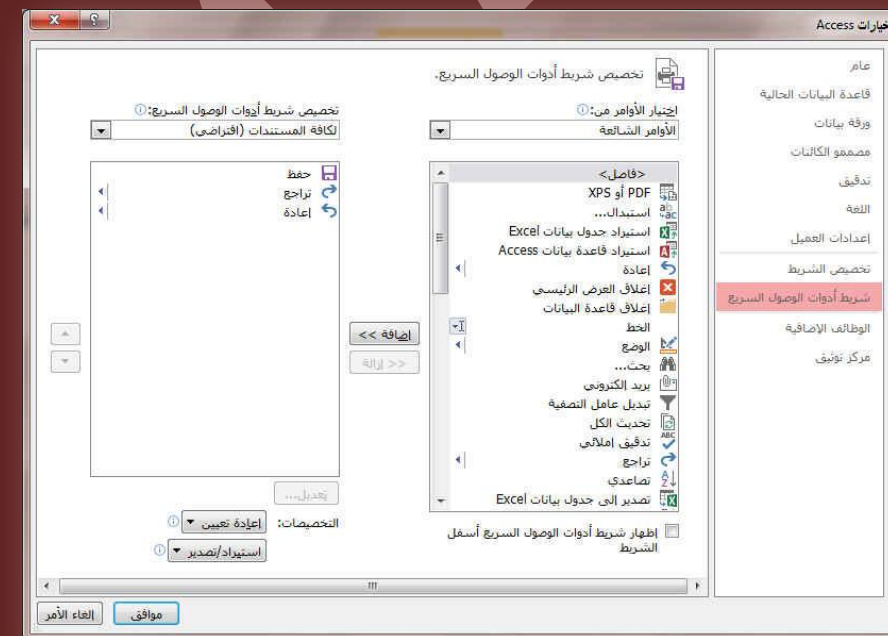 خيارات Access
عام
قاعدة البيانات الحالية
ورقة بيانات
مصممو الكائنات
تدقيق
اللغة
إعدادات العميل
تخصيص الشريط
شريط أدوات الوصول السريع
الوظائف الإضافية
مركز توثيق
تخصيص شريط أدوات الوصول السريع.
اختيار الأوامر من:
الأوامر الشائعة
<فاصل>
PDF أو XPS
استبدال...
استيراد جدول بيانات Excel
استيراد قاعدة بيانات Access
إعادة
إغلاق العرض الرئيسي
إغلاق قاعدة البيانات
الخط
الوضع
بحث...
بريد إلكتروني
تبديل عامل التصفية
تحديث الكل
تدقيق إملائي
تراجع
تصاعدي
تصدير إلى جدول بيانات Excel
إظهار شريط أدوات الوصول السريع أسفل
الشريط
إضافة >>
<< إزالة
تخصيص شريط أدوات الوصول السريع:
لكافة المستندات (افتراضي)
حفظ
تراجع
إعادة
تعديل...
التخصيصات:
إعادة تعيين
استيراد/تصدير
موافق
إلغاء الأمر